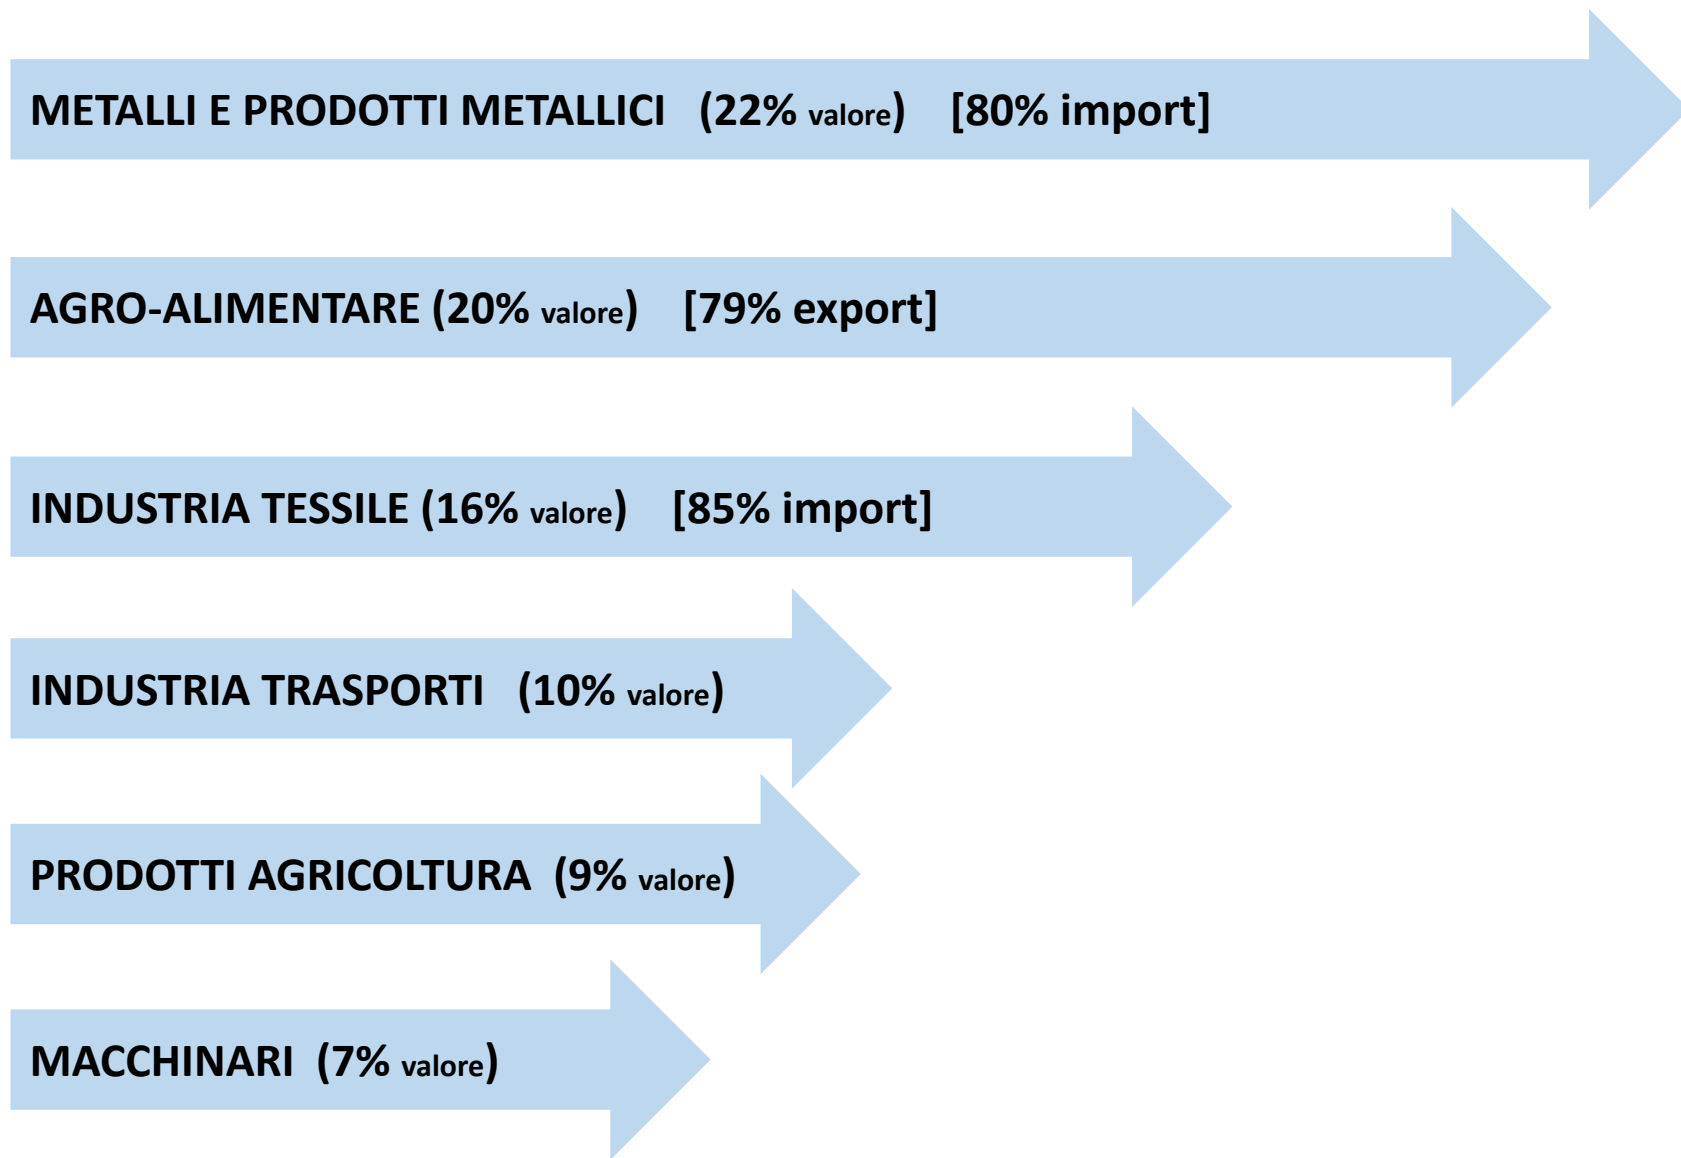 METALLI E PRODOTTI METALLICI (22% valore) [80% import]
AGRO-ALIMENTARE (20% valore) [79% export]
INDUSTRIA TESSILE (16% valore) [85% import]
INDUSTRIA TRASPORTI (10% valore)
PRODOTTI AGRICOLTURA (9% valore)
MACCHINARI (7% valore)